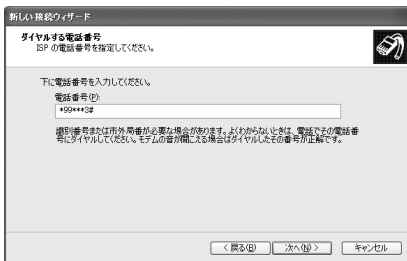 新しい接続ウィザード
ダイヤルする電話番号
ISP の電話番号を指定してください。
下に電話番号を入力してください。
電話番号(P):
*99***3#
識別番号または市外局番が必要な場合があります。よくわからないときは、電話でその電話番
号にダイヤルしてください。モデムの音が聞こえる場合はダイヤルしたその番号が正解です。
< 戻る(B)
次へ(N) >
キャンセル